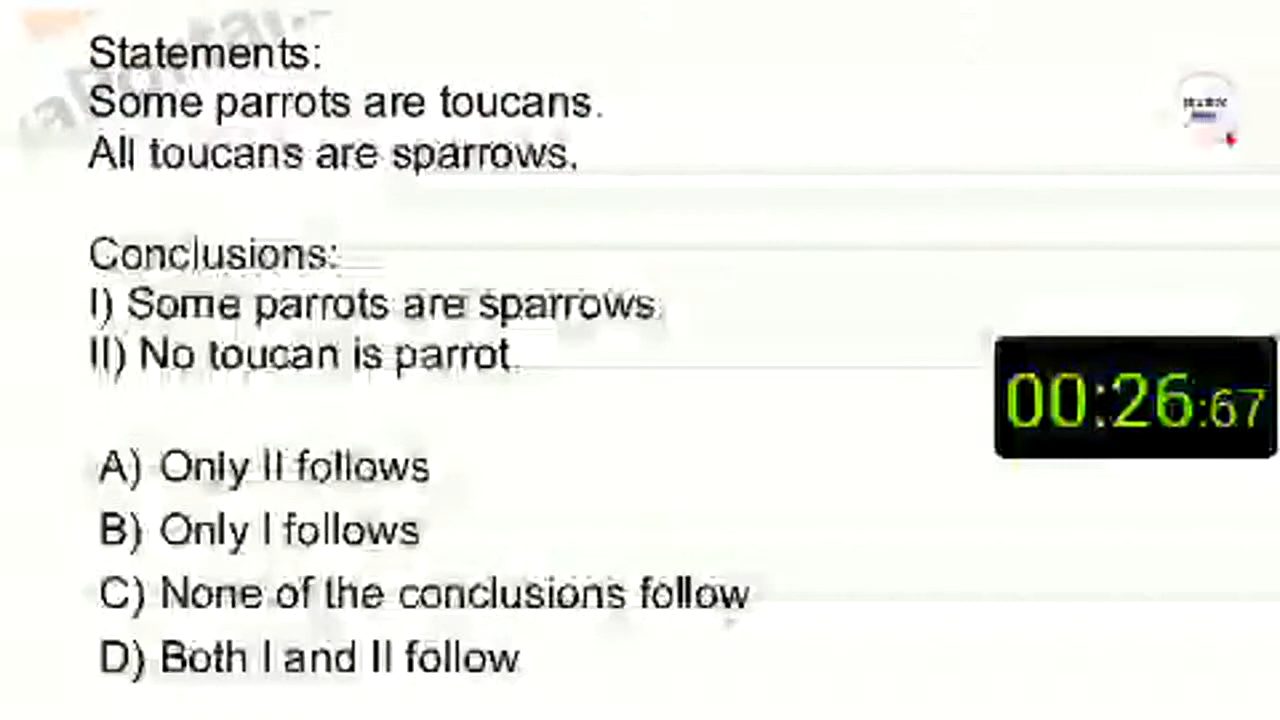 Statements:
Some parrots are toucans.
All toucans are sparrows.
Conclusions:
I) Some parrots are sparrows.
II) No toucan is parrot.
00:26:67
A) Only II follows
B) Only I follows
C) None of the conclusions follow
D) Both I and II follow